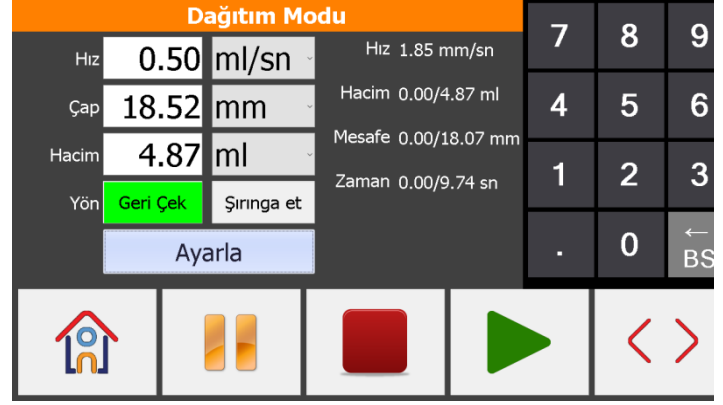 Dağıtım Modu
Hız 0.50 ml/sn
Çap 18.52 mm
Hacim 4.87 ml
Yön Geri Çek Şırınga et
Ayarla
Hız 1.85 mm/sn
Hacim 0.00/4.87 ml
Mesafe 0.00/18.07 mm
Zaman 0.00/9.74 sn
7 8 9
4 5 6
1 2 3
. 0 ← BS